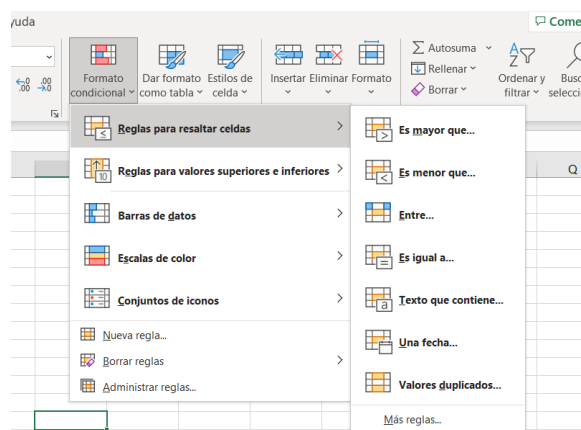 yuda
Come
Formato condicional
Dar formato como tabla
Estilos de celda
Insertar
Eliminar
Formato
Autosuma
Rellenar
Borrar
Ordenar y filtrar
Reglas para resaltar celdas
Reglas para valores superiores e inferiores
Barras de datos
Escalas de color
Conjuntos de iconos
Nueva regla...
Borrar reglas
Administrar reglas...
Es mayor que...
Es menor que...
Entre...
Es igual a...
Texto que contiene...
Una fecha...
Valores duplicados...
Más reglas...
Q